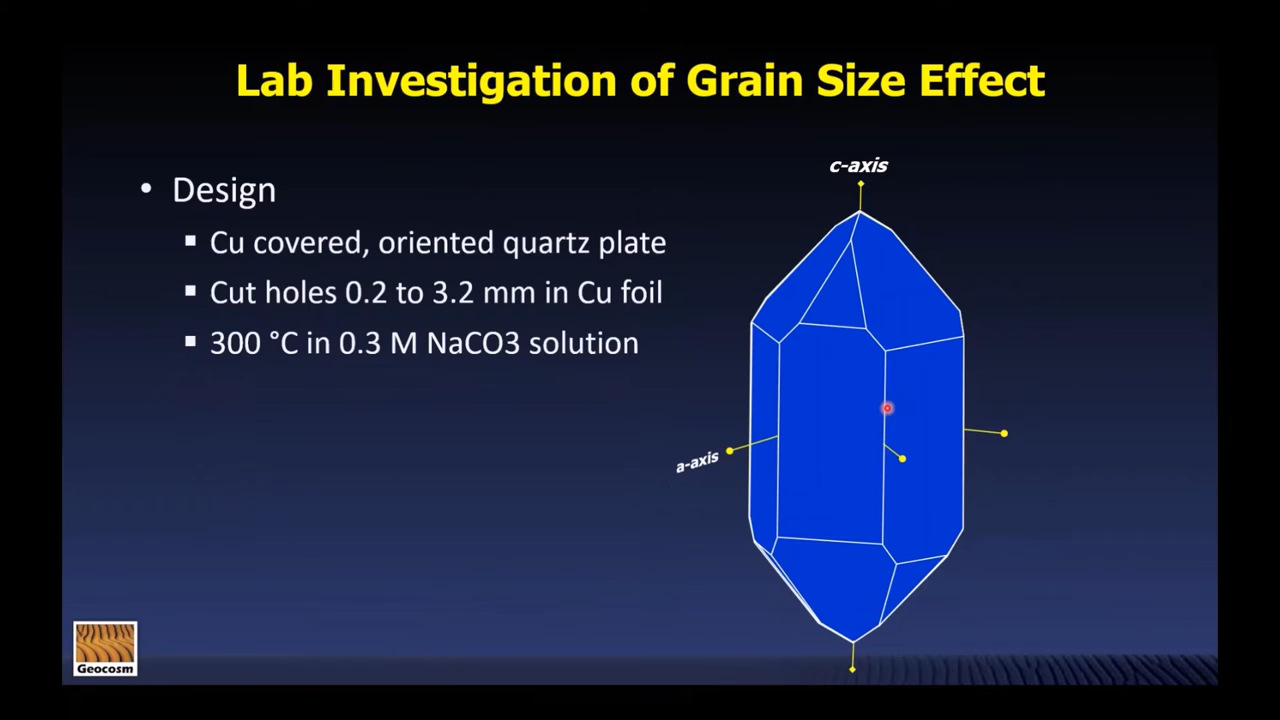 Lab Investigation of Grain Size Effect
• Design
▪ Cu covered, oriented quartz plate
▪ Cut holes 0.2 to 3.2 mm in Cu foil
▪ 300 °C in 0.3 M NaCO3 solution
c-axis
a-axis
Geocosm